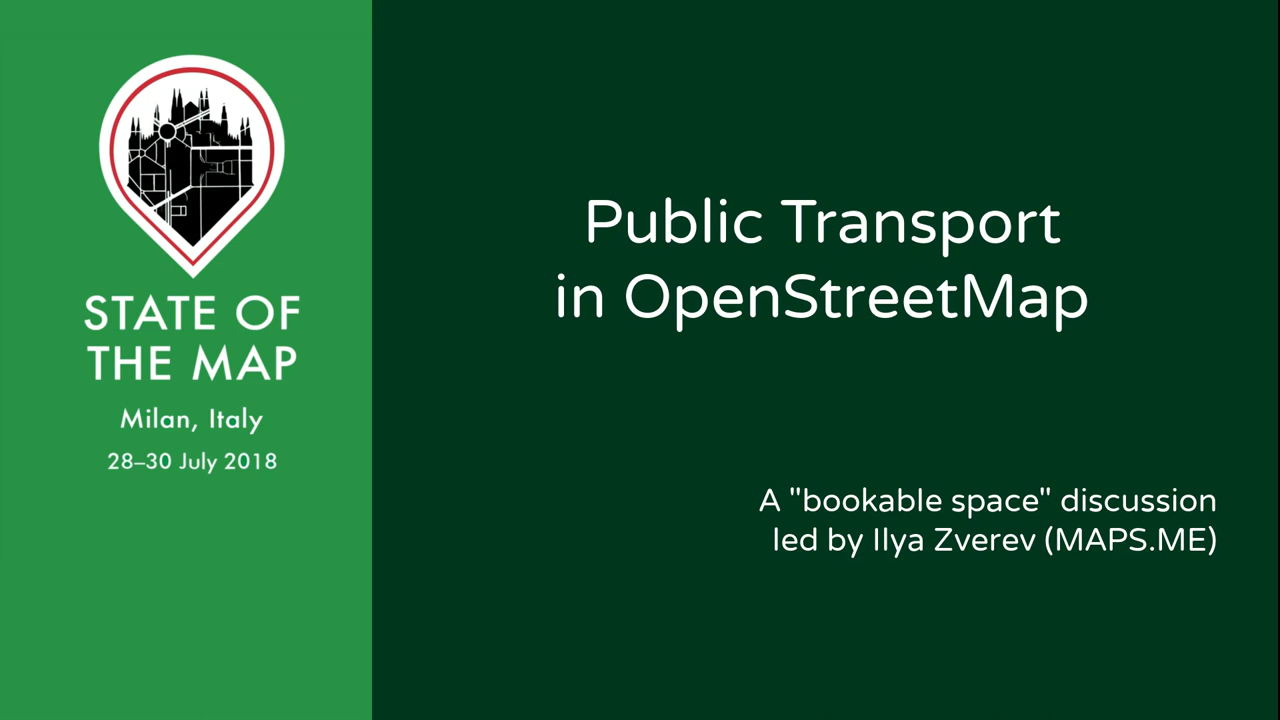 STATE OF
THE MAP
Milan, Italy
28–30 July 2018
Public Transport
in OpenStreetMap
A "bookable space" discussion
led by Ilya Zverev (MAPS.ME)